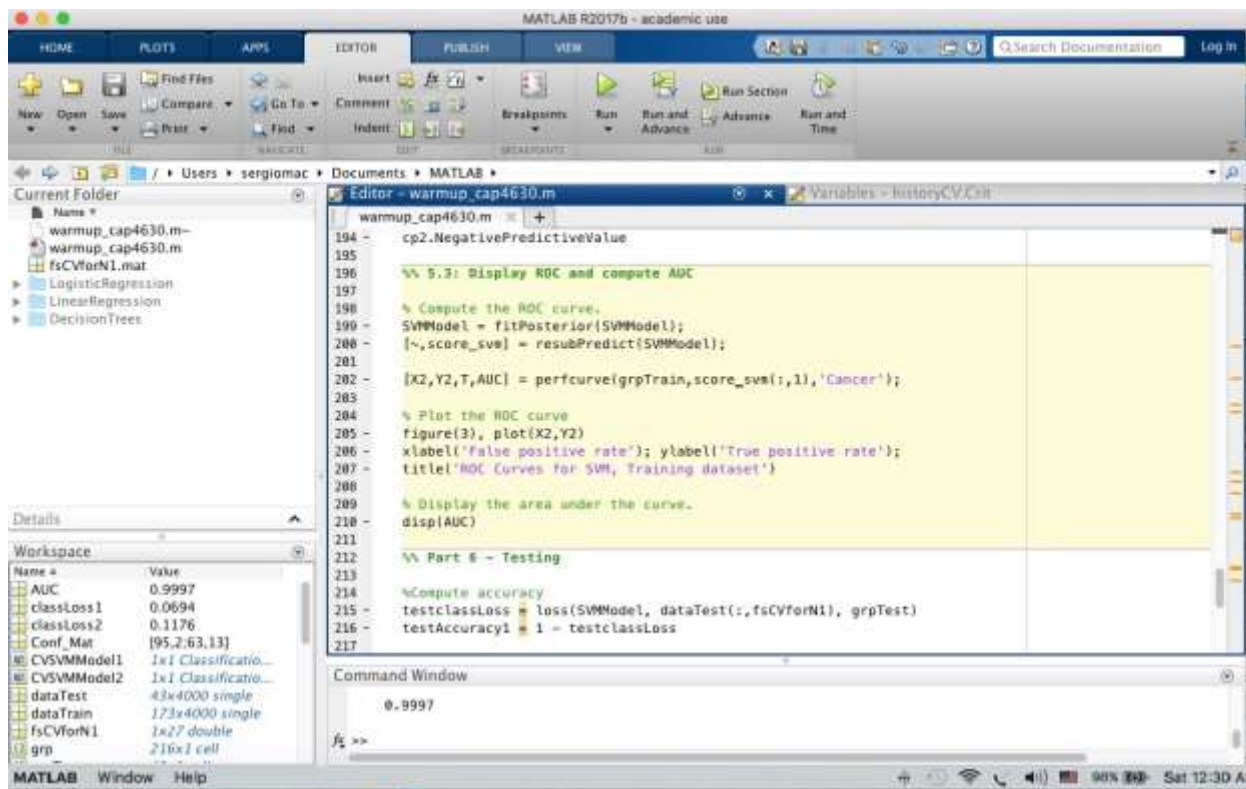 MATLAB R2017b - academic use
HOME PLOTS APPS EDITOR PUBLISH VIEW Search Documentation Log In
New Open Save Find Files Compare Print Go To Find Insert Comment Indent Breakpoints Run Run and Advance Run Section Advance Run and Time
FILE NAVIGATE EDIT BREAKPOINTS RUN
/ Users sergiomac Documents MATLAB
Current Folder
Name
warmup_cap4630.m~
warmup_cap4630.m
fsCVforN1.mat
LogisticRegression
LinearRegression
DecisionTrees
Details
Workspace
Name Value
AUC 0.9997
classLoss1 0.0694
classLoss2 0.1176
Conf_Mat [95,2;63,13]
CVSVMModel1 1x1 Classificatio...
CVSVMModel2 1x1 Classificatio...
dataTest 43x4000 single
dataTrain 173x4000 single
fsCVforN1 1x27 double
grp 216x1 cell
Editor - warmup_cap4630.m Variables - historyCV.Crit
warmup_cap4630.m +
194 - cp2.NegativePredictiveValue
195
196 %% 5.3: Display ROC and compute AUC
197
198 % Compute the ROC curve.
199 - SVMModel = fitPosterior(SVMModel);
200 - [~,score_svm] = resubPredict(SVMModel);
201
202 - [X2,Y2,T,AUC] = perfcurve(grpTrain,score_svm(:,1),'Cancer');
203
204 % Plot the ROC curve
205 - figure(3), plot(X2,Y2)
206 - xlabel('False positive rate'); ylabel('True positive rate');
207 - title('ROC Curves for SVM, Training dataset')
208
209 % Display the area under the curve.
210 - disp(AUC)
211
212 %% Part 6 - Testing
213
214 %Compute accuracy
215 - testclassLoss = loss(SVMModel, dataTest(:,fsCVforN1), grpTest)
216 - testAccuracy1 = 1 - testclassLoss
217
Command Window
0.9997
fx >>
MATLAB Window Help 98% Sat 12:30 A